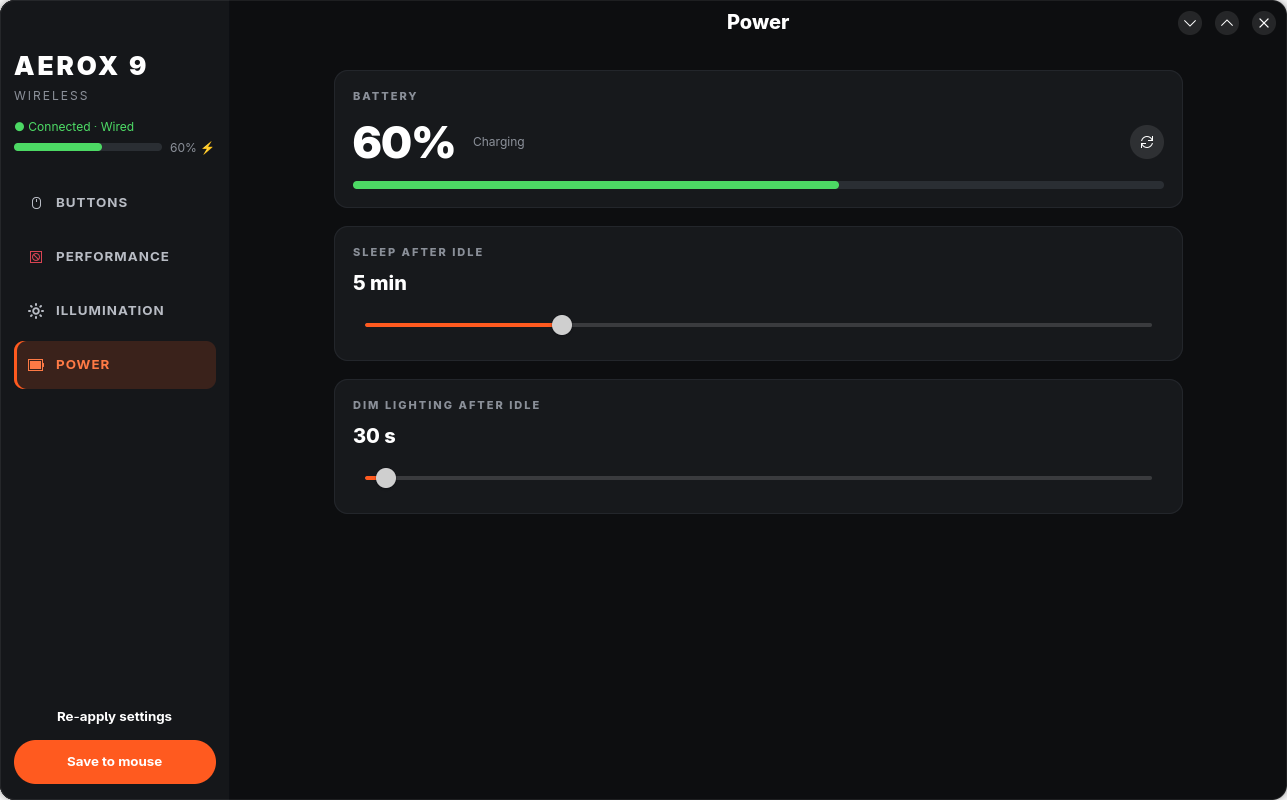 Power
AEROX 9
WIRELESS
Connected · Wired
60% ⚡
BUTTONS
PERFORMANCE
ILLUMINATION
POWER
Re-apply settings
Save to mouse
BATTERY
60% Charging
SLEEP AFTER IDLE
5 min
DIM LIGHTING AFTER IDLE
30 s